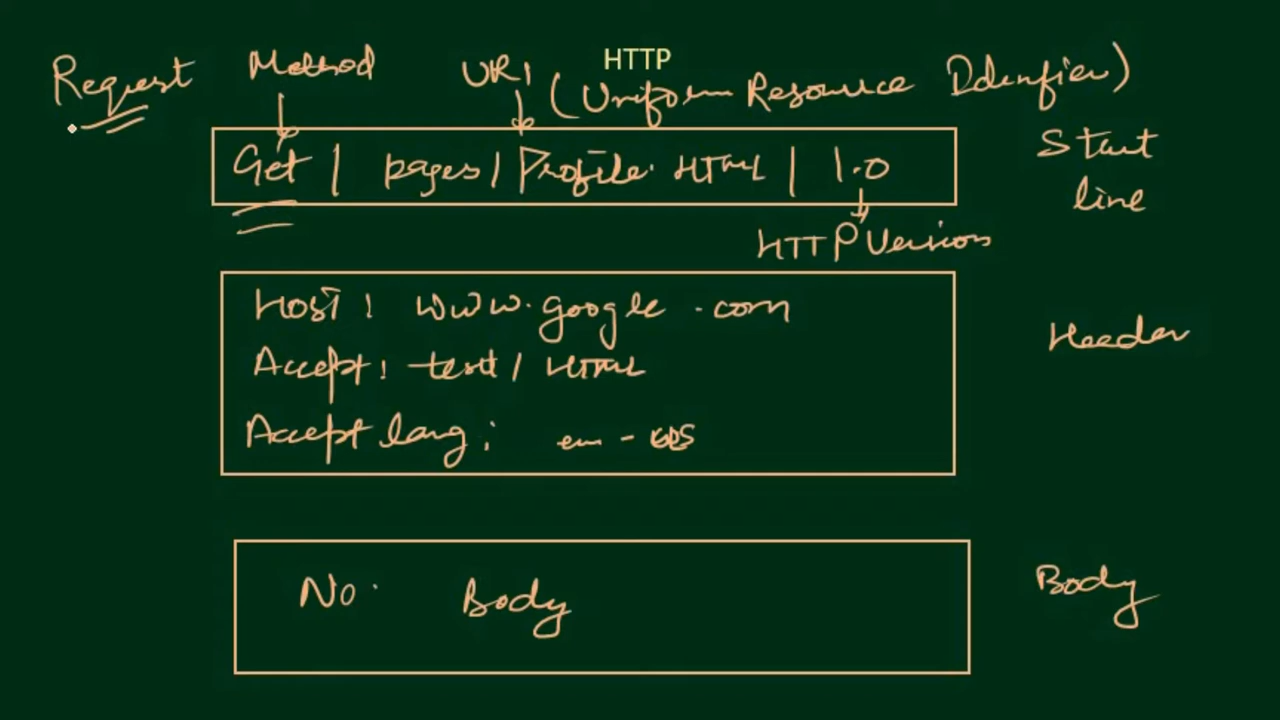 HTTP
Request Method URI (Uniform Resource Idenfier)
Get | pages | Profile. HTML | 1.0 Start line
HTTP Version
Host : www.google.com
Accept : text / HTML Header
Accept lang : en - US
No. Body Body